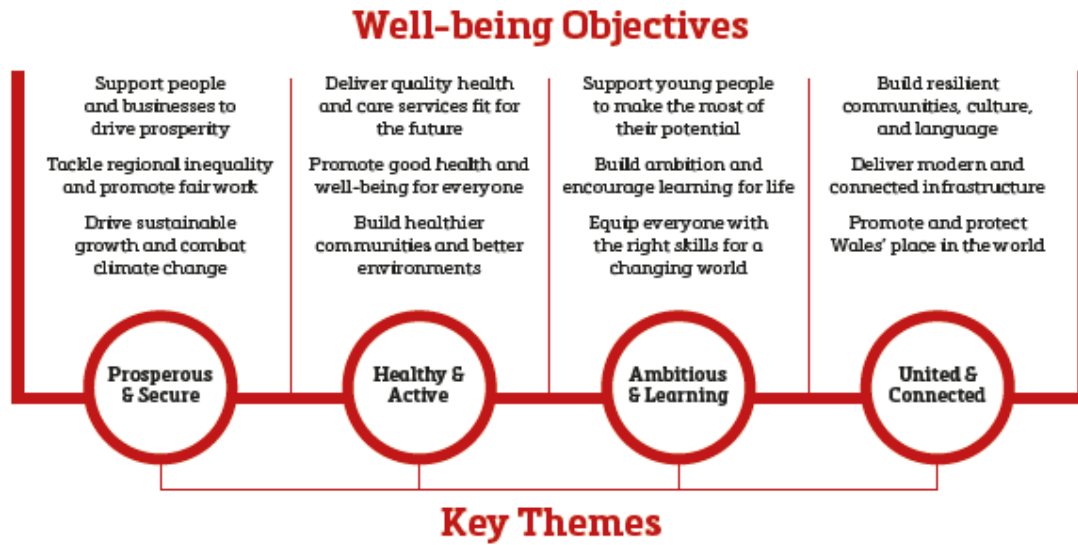 Well-being Objectives
Support people
and businesses to
drive prosperity
Tackle regional inequality
and promote fair work
Drive sustainable
growth and combat
climate change
Deliver quality health
and care services fit for
the future
Promote good health and
well-being for everyone
Build healthier
communities and better
environments
Support young people
to make the most of
their potential
Build ambition and
encourage learning for life
Equip everyone with
the right skills for a
changing world
Build resilient
communities, culture,
and language
Deliver modern and
connected infrastructure
Promote and protect
Wales’ place in the world
Prosperous
& Secure
Healthy &
Active
Ambitious
& Learning
United &
Connected
Key Themes